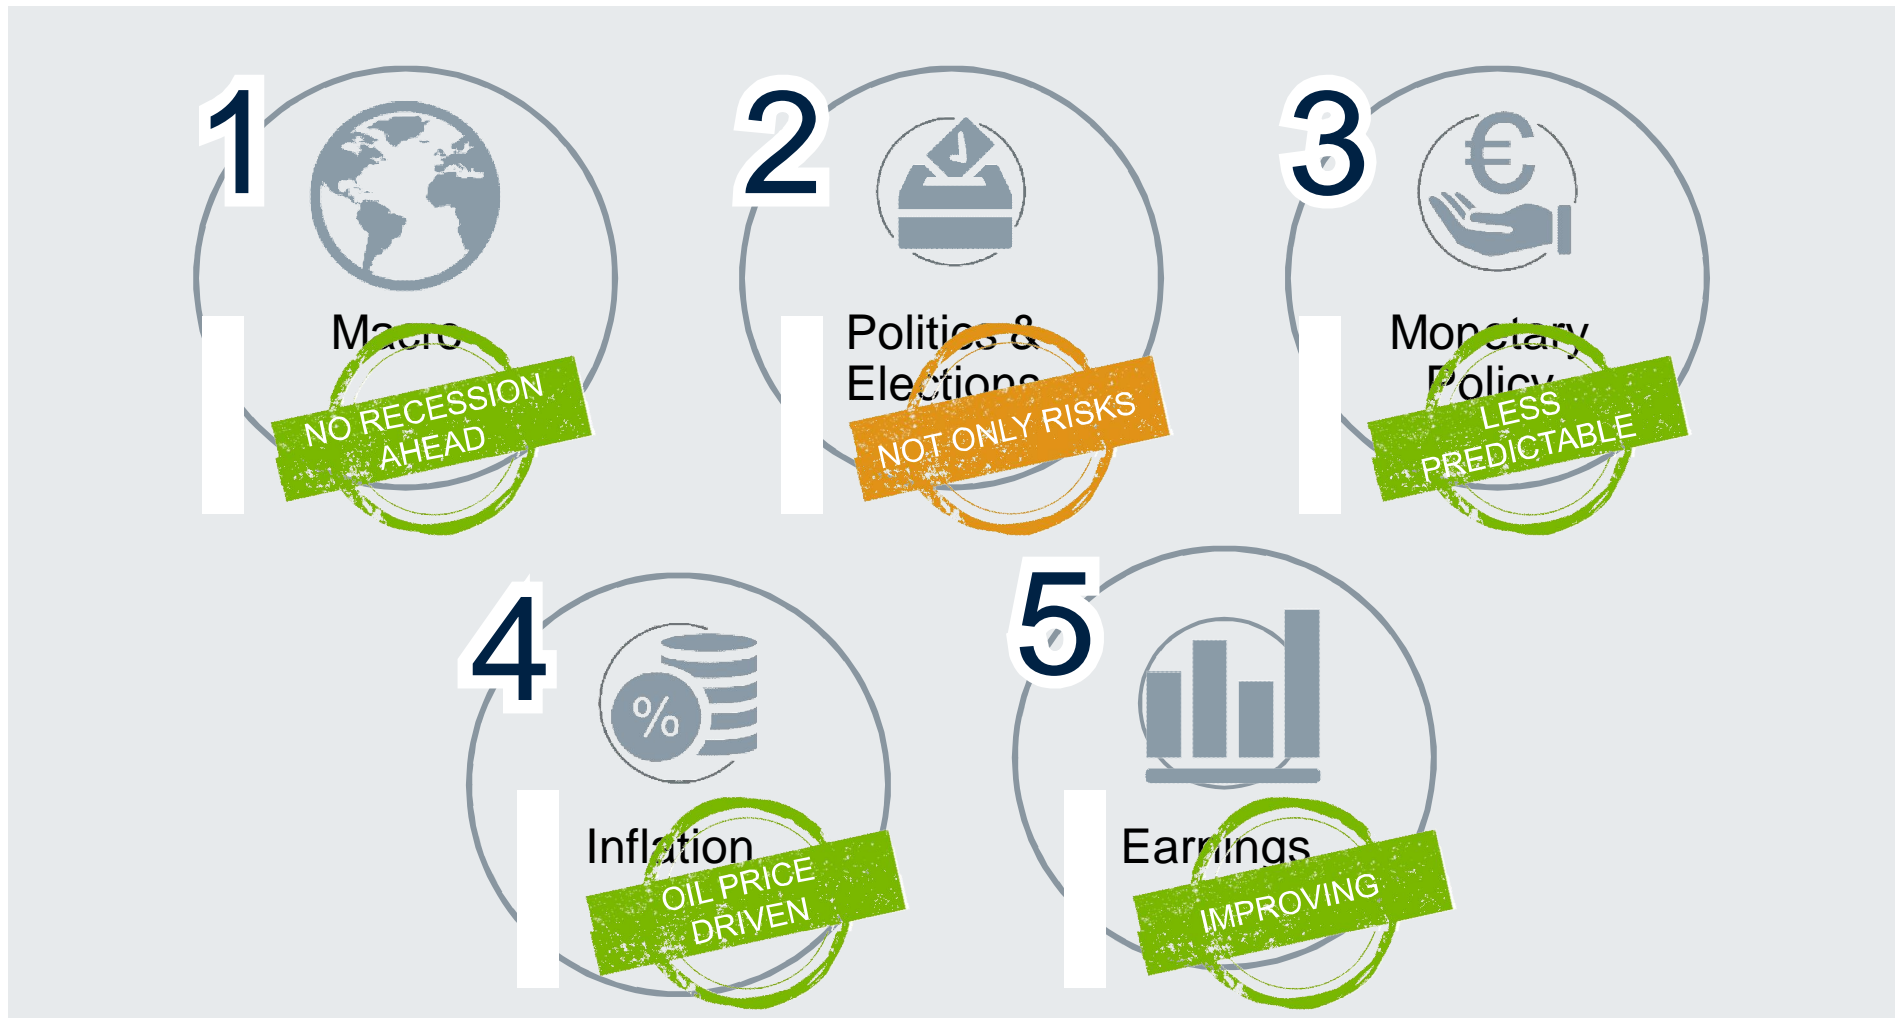 1
Macro
NO RECESSION
AHEAD
2
Politics &
Elections
NOT ONLY RISKS
3
€
Monetary
Policy
LESS
PREDICTABLE
4
%
Inflation
OIL PRICE
DRIVEN
5
Earnings
IMPROVING